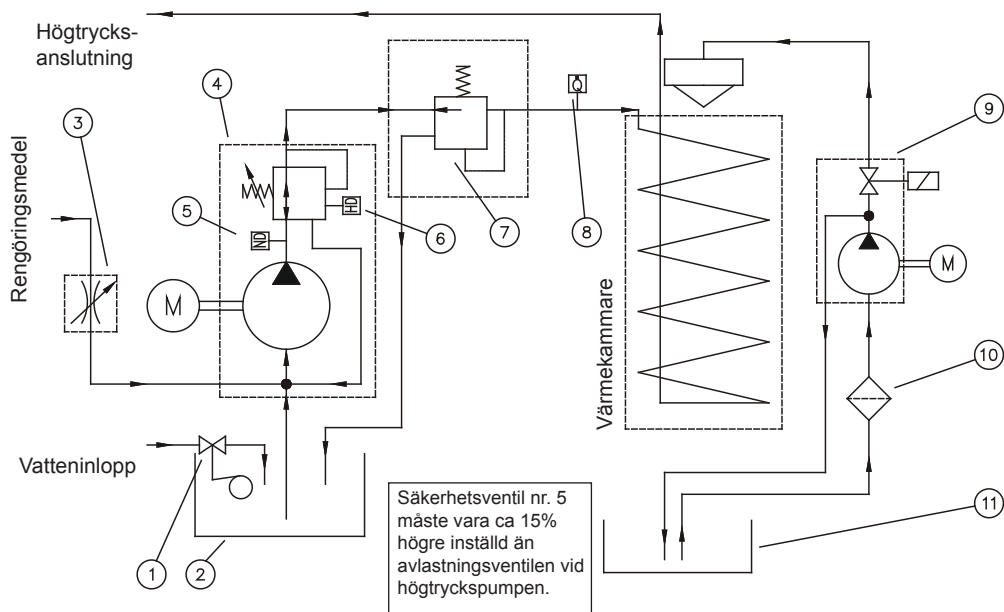 Högtrycks-
anslutning
4
3
9
Rengöringsmedel
5
ND
HD
6
7
Q
8
M
M
Värmekammare
10
Vatteninlopp
1
2
Säkerhetsventil nr. 5
måste vara ca 15%
högre inställd än
avlastningsventilen vid
högtryckspumpen.
11